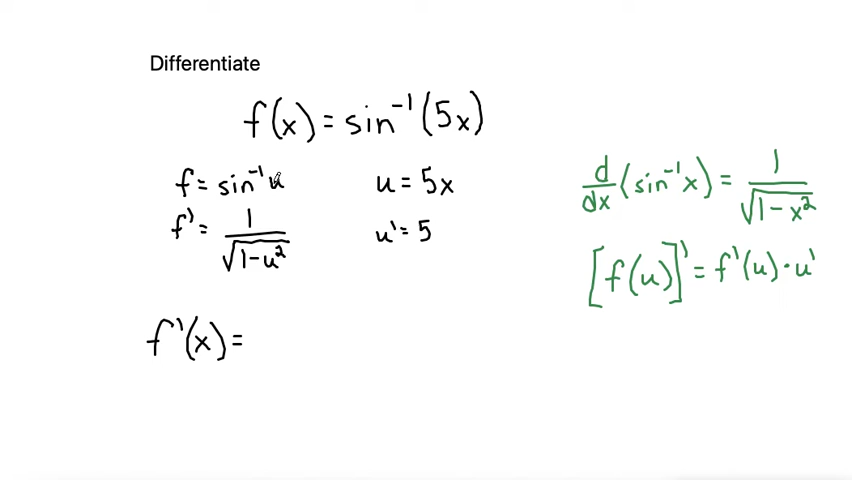 Differentiate
f(x) = sin⁻¹(5x)
f = sin⁻¹u u = 5x
f' = 1/√(1-u²) u' = 5
d/dx (sin⁻¹x) = 1/√(1-x²)
[f(u)]' = f'(u)·u'
f'(x) =